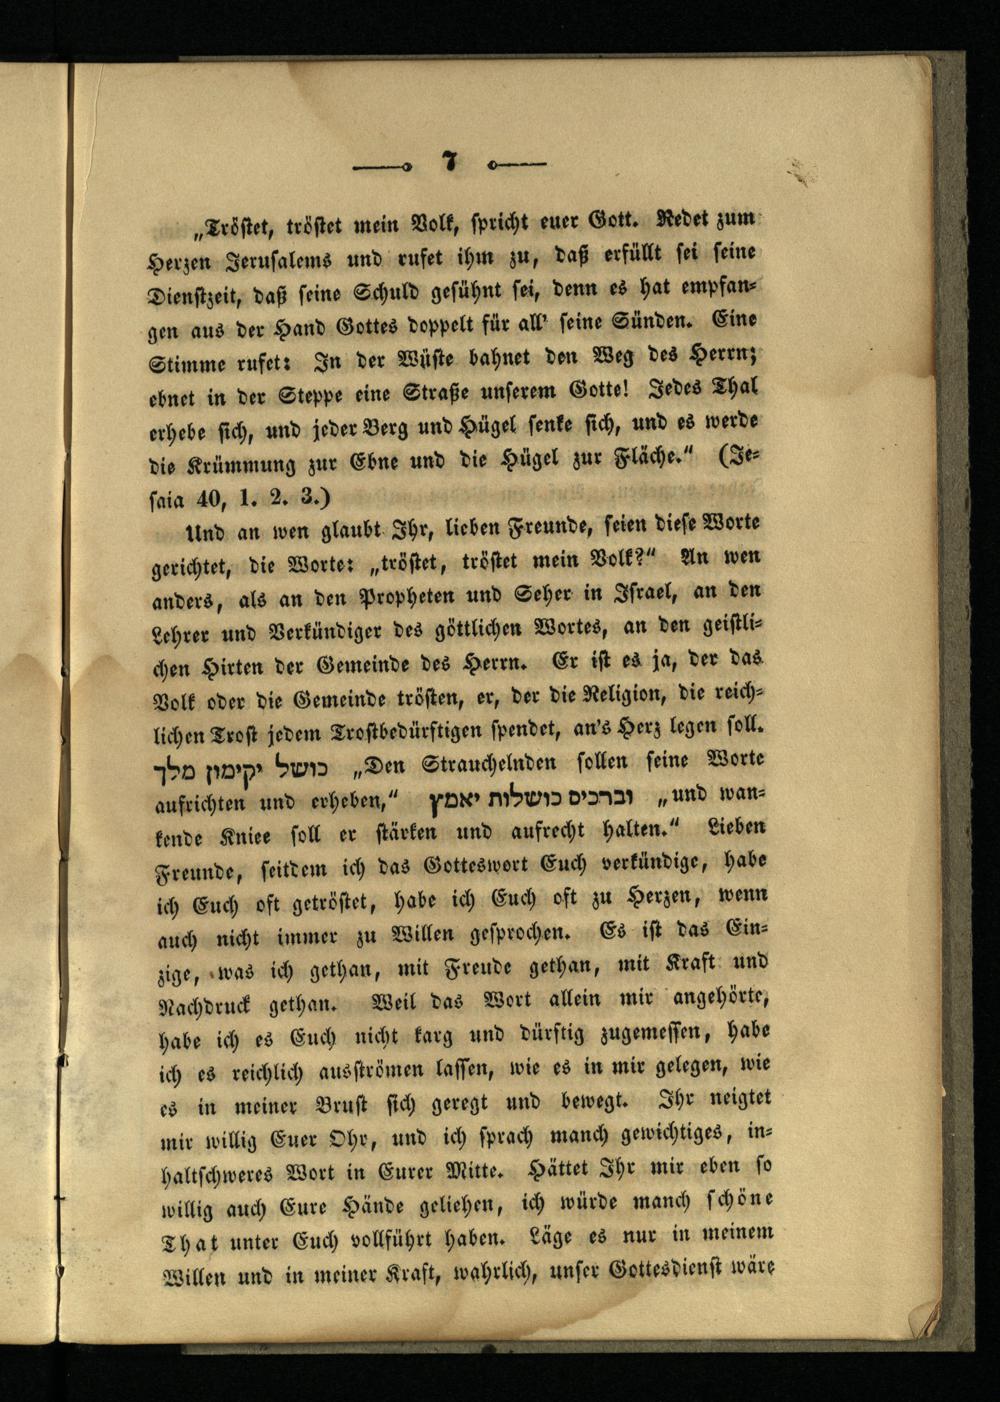 7
„Tröstet, tröstet mein Volk, spricht euer Gott. Redet zum
Herzen Jerusalems und rufet ihm zu, daß erfüllt sei seine
Dienstzeit, daß seine Schuld gesühnt sei, denn es hat empfan-
gen aus der Hand Gottes doppelt für all' seine Sünden. Eine
Stimme rufet: In der Wüste bahnet den Weg des Herrn;
ebnet in der Steppe eine Straße unserem Gotte! Jedes Thal
erhebe sich, und jeder Berg und Hügel senke sich, und es werde
die Krümmung zur Ebne und die Hügel zur Fläche.“ (Je-
saia 40, 1. 2. 3.)
Und an wen glaubt Ihr, lieben Freunde, seien diese Worte
gerichtet, die Worte: „tröstet, tröstet mein Volk?“ An wen
anders, als an den Propheten und Seher in Israel, an den
Lehrer und Verkündiger des göttlichen Wortes, an den geistli-
chen Hirten der Gemeinde des Herrn. Er ist es ja, der das
Volk oder die Gemeinde trösten, er, der die Religion, die reich-
lichen Trost jedem Trostbedürftigen spendet, an's Herz legen soll.
כושל יקימון מלך „Den Strauchelnden sollen seine Worte
aufrichten und erheben,“ וברכים כושלות יאמץ „und wan-
kende Kniee soll er stärken und aufrecht halten.“ Lieben
Freunde, seitdem ich das Gotteswort Euch verkündige, habe
ich Euch oft getröstet, habe ich Euch oft zu Herzen, wenn
auch nicht immer zu Willen gesprochen. Es ist das Ein-
zige, was ich gethan, mit Freude gethan, mit Kraft und
Nachdruck gethan. Weil das Wort allein mir angehörte,
habe ich es Euch nicht karg und dürftig zugemessen, habe
ich es reichlich ausströmen lassen, wie es in mir gelegen, wie
es in meiner Brust sich geregt und bewegt. Ihr neigtet
mir willig Euer Ohr, und ich sprach manch gewichtiges, in-
haltschweres Wort in Eurer Mitte. Hättet Ihr mir eben so
willig auch Eure Hände geliehen, ich würde manch schöne
That unter Euch vollführt haben. Läge es nur in meinem
Willen und in meiner Kraft, wahrlich, unser Gottesdienst wäre